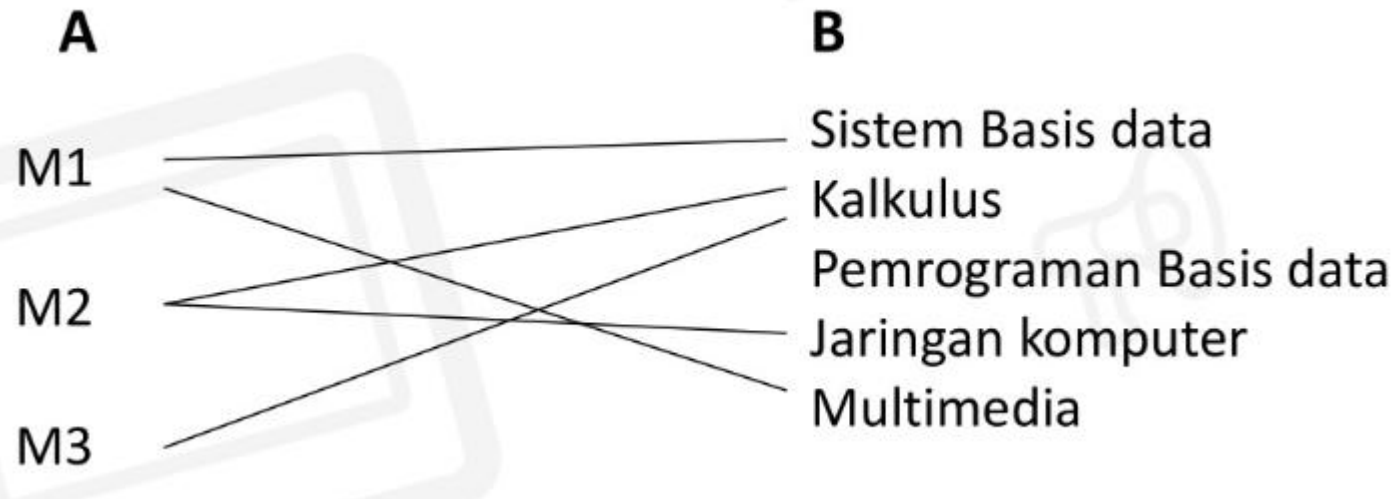 A B
M1
M2
M3
Sistem Basis data
Kalkulus
Pemrograman Basis data
Jaringan komputer
Multimedia